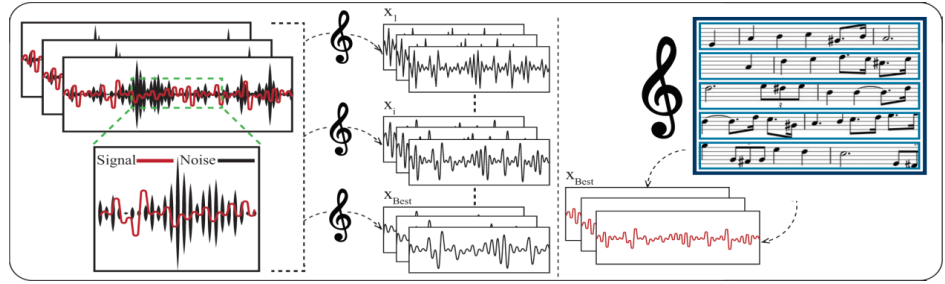 Signal Noise
X1
Xi
XBest
XBest